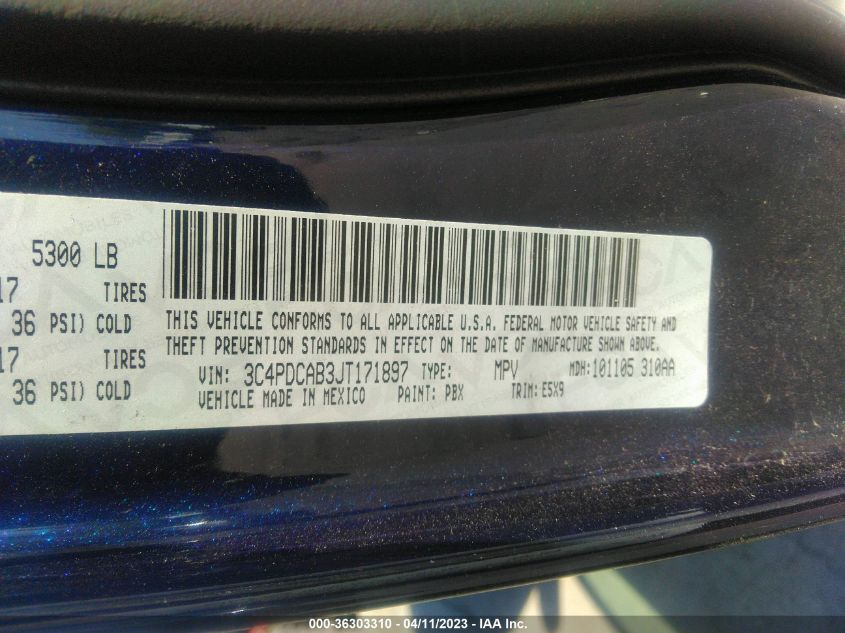 5300 LB
17 TIRES
36 PSI) COLD
17 TIRES
36 PSI) COLD
THIS VEHICLE CONFORMS TO ALL APPLICABLE U.S.A. FEDERAL MOTOR VEHICLE SAFETY AND
THEFT PREVENTION STANDARDS IN EFFECT ON THE DATE OF MANUFACTURE SHOWN ABOVE.
VIN: 3C4PDCAB3JT171897 TYPE: MPV MDH:101105 310AA
VEHICLE MADE IN MEXICO PAINT: PBX TRIM: E5X9
000-36303310 - 04/11/2023 - IAA Inc.